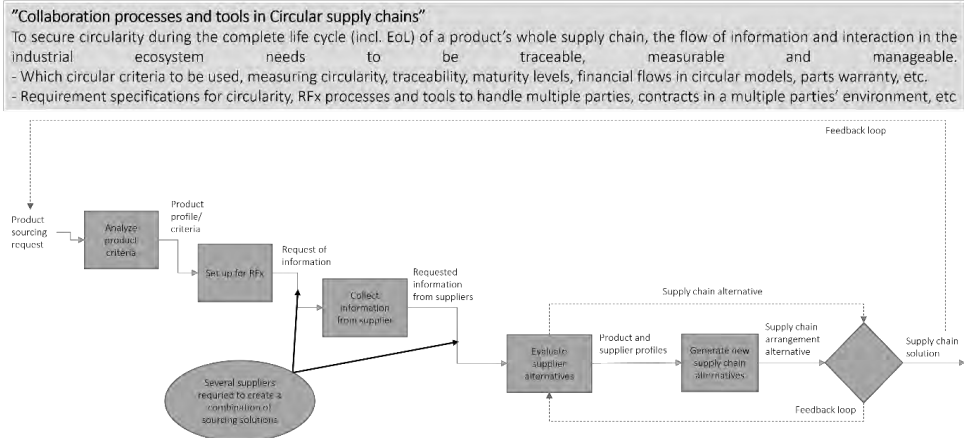 ”Collaboration processes and tools in Circular supply chains”
To secure circularity during the complete life cycle (incl. EoL) of a product’s whole supply chain, the flow of information and interaction in the
industrial ecosystem needs to be traceable, measurable and manageable.
- Which circular criteria to be used, measuring circularity, traceability, maturity levels, financial flows in circular models, parts warranty, etc.
- Requirement specifications for circularity, RFx processes and tools to handle multiple parties, contracts in a multiple parties’ environment, etc
Feedback loop
Product
sourcing
request
Analyze
product
criteria
Product
profile/
criteria
Set up for RFx
Request of
information
Collect
information
from supplier
Requested
information
from suppliers
Several suppliers
requried to create a
combination of
sourcing solutions
Supply chain alternative
Evaluate
supplier
alternatives
Product and
supplier profiles
Generate new
supply chain
alternatives
Supply chain
arrangement
alternative
Supply chain
solution
Feedback loop